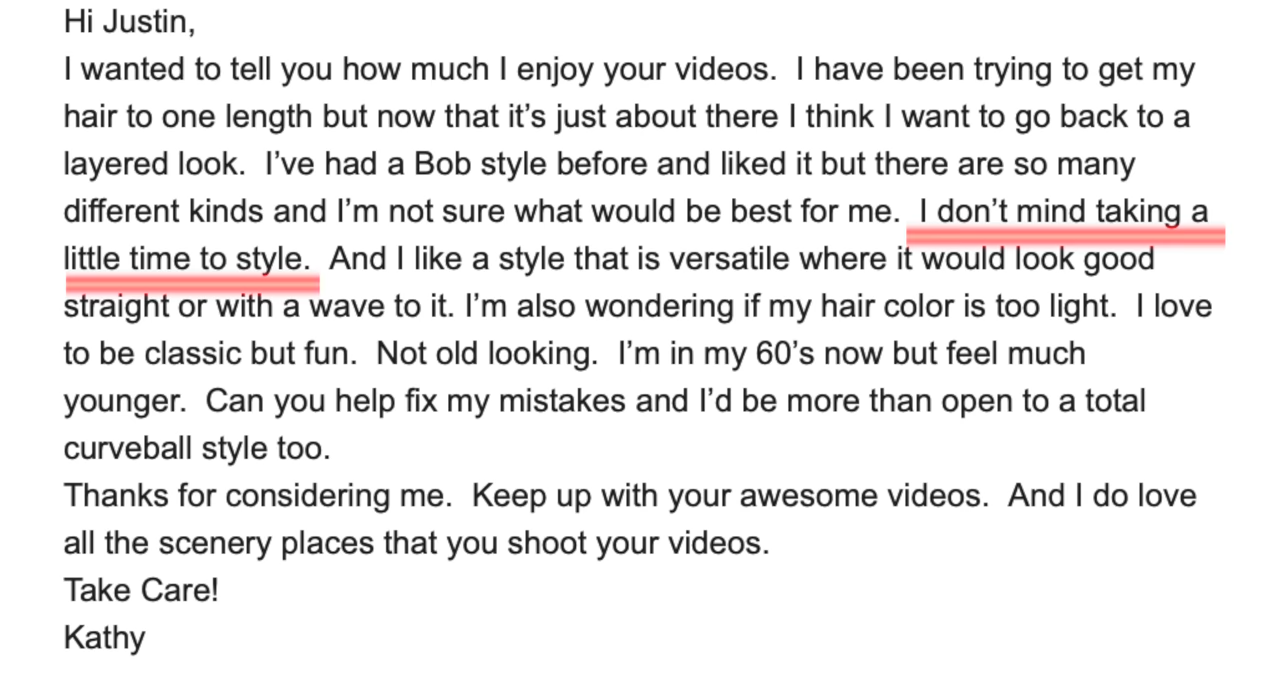 Hi Justin,
I wanted to tell you how much I enjoy your videos.  I have been trying to get my
hair to one length but now that it’s just about there I think I want to go back to a
layered look.  I’ve had a Bob style before and liked it but there are so many
different kinds and I’m not sure what would be best for me.  I don’t mind taking a
little time to style.  And I like a style that is versatile where it would look good
straight or with a wave to it. I’m also wondering if my hair color is too light.  I love
to be classic but fun.  Not old looking.  I’m in my 60’s now but feel much
younger.  Can you help fix my mistakes and I’d be more than open to a total
curveball style too.
Thanks for considering me.  Keep up with your awesome videos.  And I do love
all the scenery places that you shoot your videos.
Take Care!
Kathy